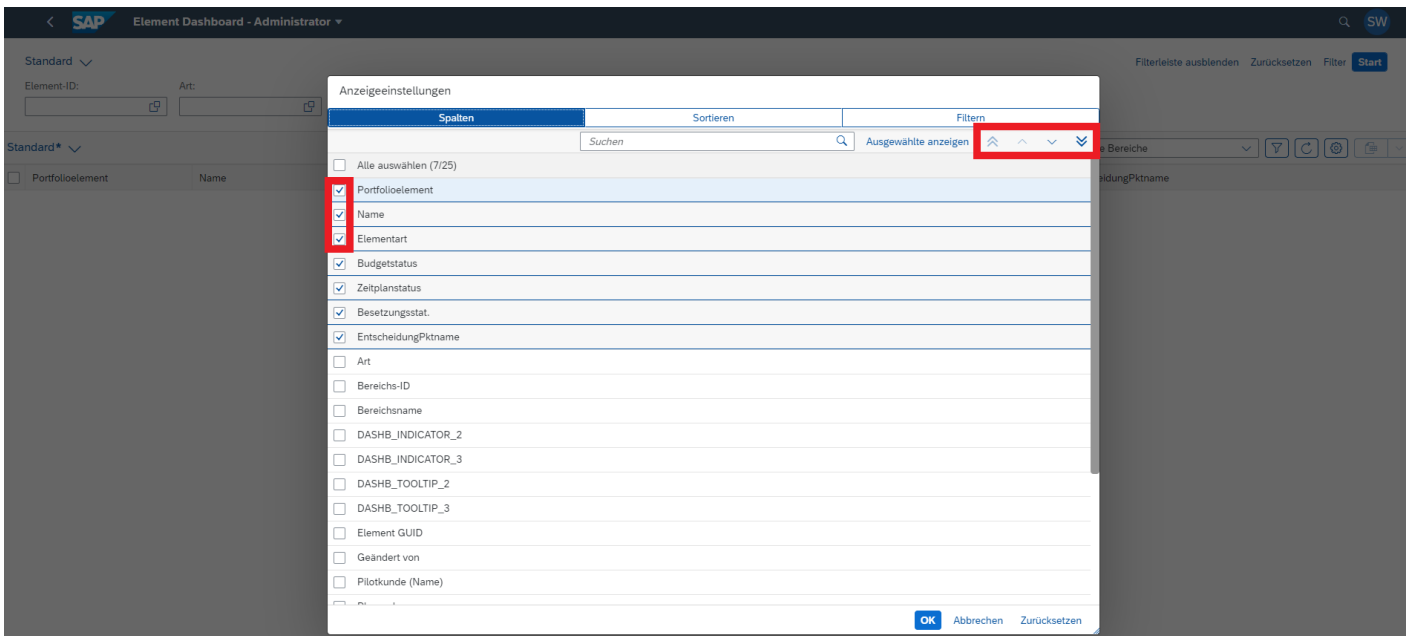 SAP Element Dashboard - Administrator SW
Standard Filterleiste ausblenden Zurücksetzen Filter Start
Element-ID: Art:
Anzeigeeinstellungen
Spalten Sortieren Filtern
Standard* Suchen Ausgewählte anzeigen e Bereiche
Alle auswählen (7/25)
Portfolioelement Name Portfolioelement eidungPktname
Name
Elementart
Budgetstatus
Zeitplanstatus
Besetzungsstat.
EntscheidungPktname
Art
Bereichs-ID
Bereichsname
DASHB_INDICATOR_2
DASHB_INDICATOR_3
DASHB_TOOLTIP_2
DASHB_TOOLTIP_3
Element GUID
Geändert von
Pilotkunde (Name)
OK Abbrechen Zurücksetzen